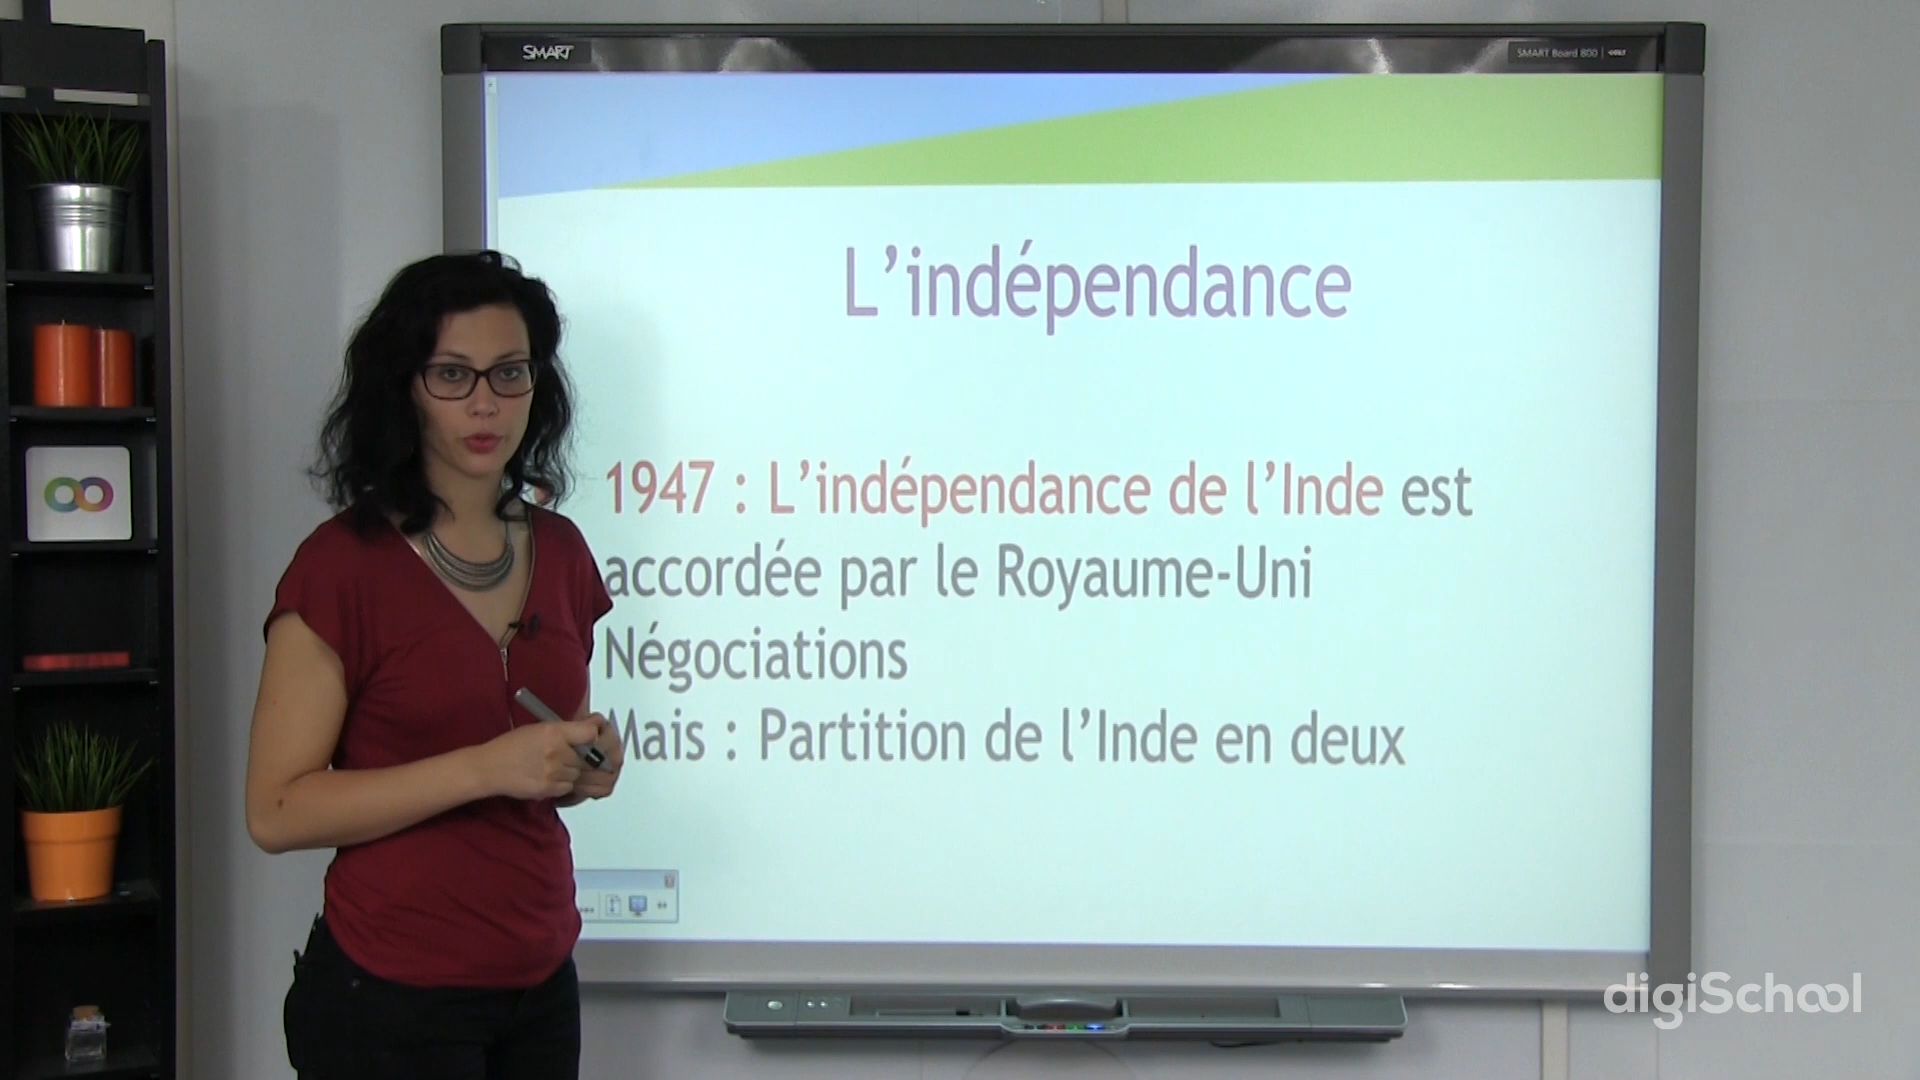 SMART
SMART Board 800
L'indépendance
1947 : L'indépendance de l'Inde est
accordée par le Royaume-Uni
Négociations
Mais : Partition de l'Inde en deux
digiSchool